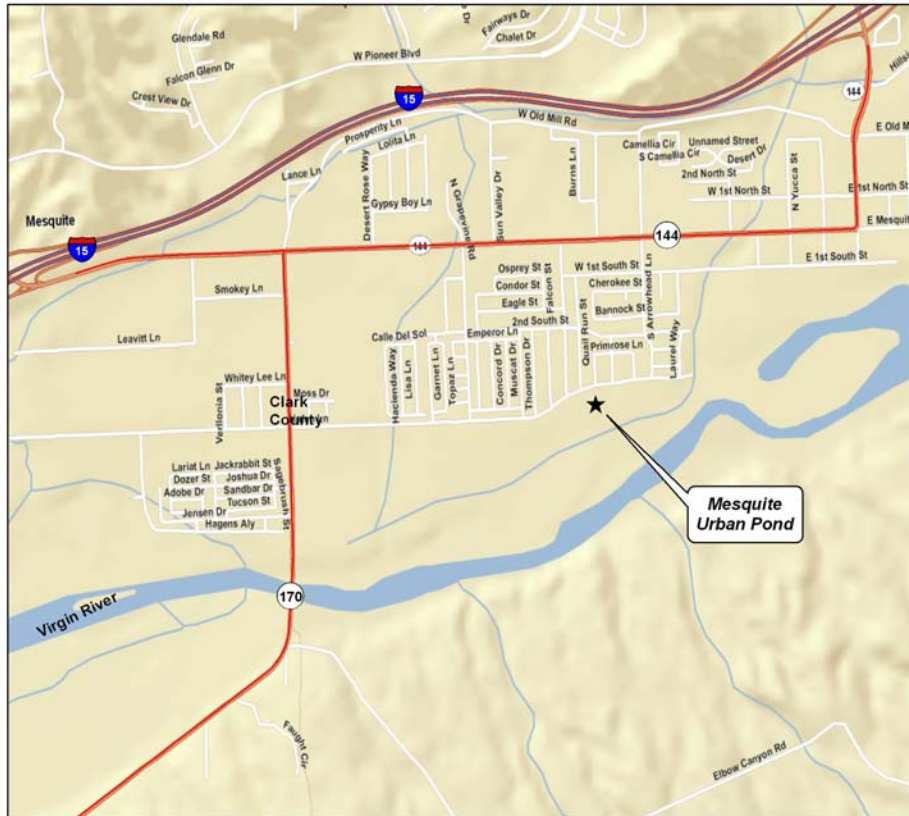 Glendale Rd
Fairways Dr
Chalet Dr
W Pioneer Blvd
Falcon Glenn Dr
Crest View Dr
15
144
Prosperity Ln
W Old Mill Rd
E Old Mil
Lolita Ln
Camellia Cir
Unnamed Street
S Camellia Cir
Desert Dr
Lance Ln
Desert Rose Way
N Grapevine Rd
Sun Valley Dr
Burns Ln
2nd North St
N Yucca St
W 1st North St
E 1st North St
Gypsy Boy Ln
Mesquite
15
144
144
E Mesquite
Osprey St
W 1st South St
E 1st South St
Condor St
Falcon St
Cherokee St
Smokey Ln
Eagle St
Bannock St
S Arrowhead Ln
2nd South St
Quail Run St
Leavitt Ln
Calle Del Sol
Emperor Ln
Primrose Ln
Laurel Way
Hacienda Way
Lisa Ln
Garnet Ln
Topaz Ln
Concord Dr
Muscat Dr
Thompson Dr
Whitey Lee Ln
Moss Dr
Clark
County
Lariat Ln
Jackrabbit St
Dozer St
Joshua Dr
Sagebrush St
Adobe Dr
Sandbar Dr
Tucson St
Jensen Dr
Hagens Aly
Mesquite
Urban Pond
Virgin River
170
Faught Cir
Elbow Canyon Rd